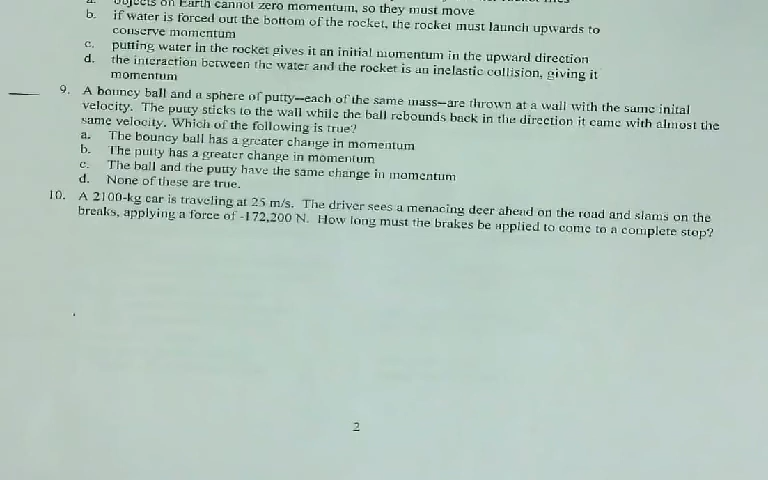 objects on Earth cannot zero momentum, so they must move
b. if water is forced out the bottom of the rocket, the rocket must launch upwards to
conserve momentum
c. putting water in the rocket gives it an initial momentum in the upward direction
d. the interaction between the water and the rocket is an inelastic collision, giving it
momentum
9. A bouncy ball and a sphere of putty—each of the same mass—are thrown at a wall with the same inital
velocity. The putty sticks to the wall while the ball rebounds back in the direction it came with almost the
same velocity. Which of the following is true?
a. The bouncy ball has a greater change in momentum
b. The putty has a greater change in momentum
c. The ball and the putty have the same change in momentum
d. None of these are true.
10. A 2100-kg car is traveling at 25 m/s. The driver sees a menacing deer ahead on the road and slams on the
breaks, applying a force of -172,200 N. How long must the brakes be applied to come to a complete stop?
2